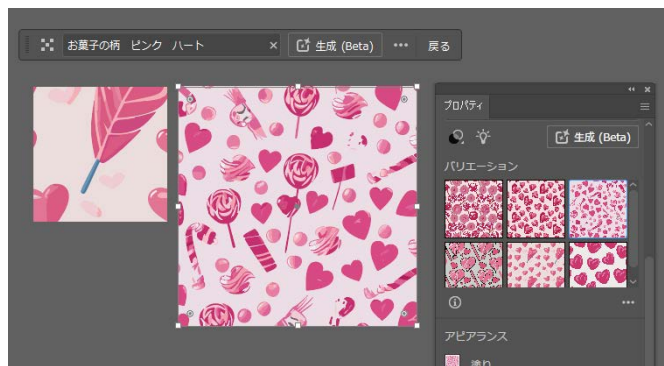 お菓子の柄　ピンク　ハート
生成 (Beta)
戻る
プロパティ
生成 (Beta)
バリエーション
アピアランス
塗り